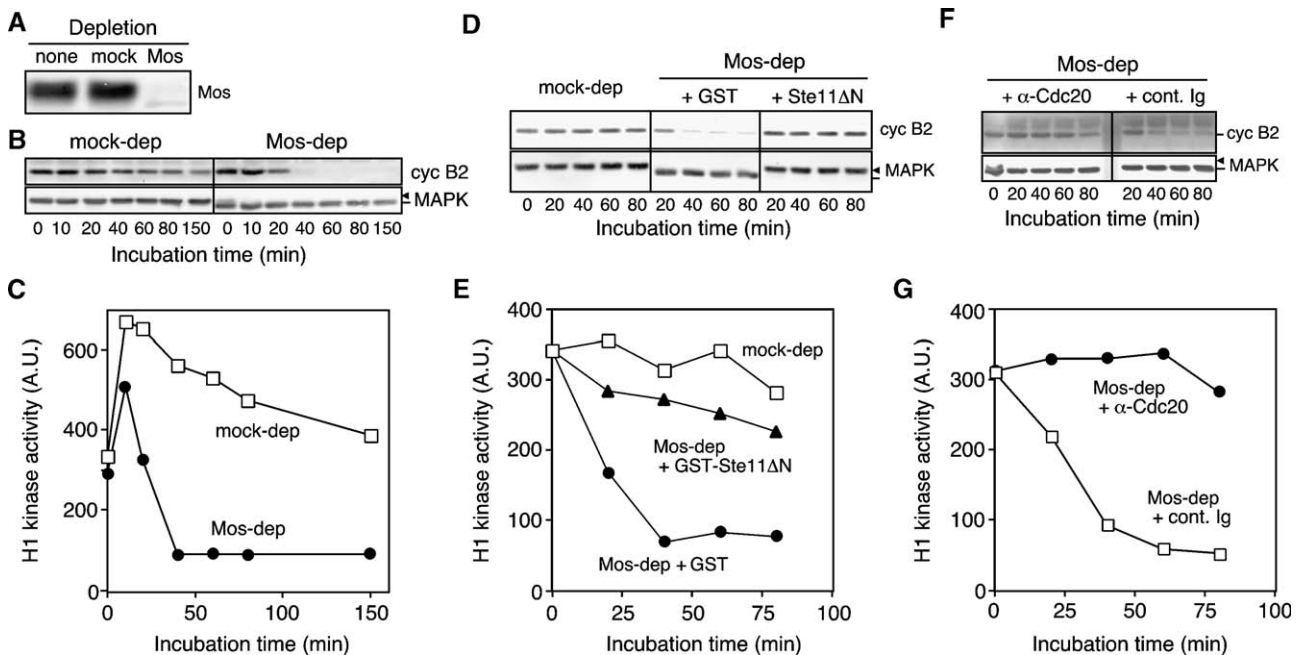 A
Depletion
none mock Mos
Mos
B
mock-dep Mos-dep
cyc B2
MAPK
0 10 20 40 60 80 150 0 10 20 40 60 80 150
Incubation time (min)
C
H1 kinase activity (A.U.)
600
400
200
0
mock-dep
Mos-dep
0 50 100 150
Incubation time (min)
D
Mos-dep
mock-dep + GST + Ste11ΔN
cyc B2
MAPK
0 20 40 60 80 20 40 60 80 20 40 60 80
Incubation time (min)
E
H1 kinase activity (A.U.)
400
300
200
100
0
mock-dep
Mos-dep
+ GST-Ste11ΔN
Mos-dep + GST
0 25 50 75 100
Incubation time (min)
F
Mos-dep
+ α-Cdc20 + cont. Ig
cyc B2
MAPK
0 20 40 60 80 20 40 60 80
Incubation time (min)
G
H1 kinase activity (A.U.)
400
300
200
100
0
Mos-dep
+ α-Cdc20
Mos-dep
+ cont. Ig
0 25 50 75 100
Incubation time (min)